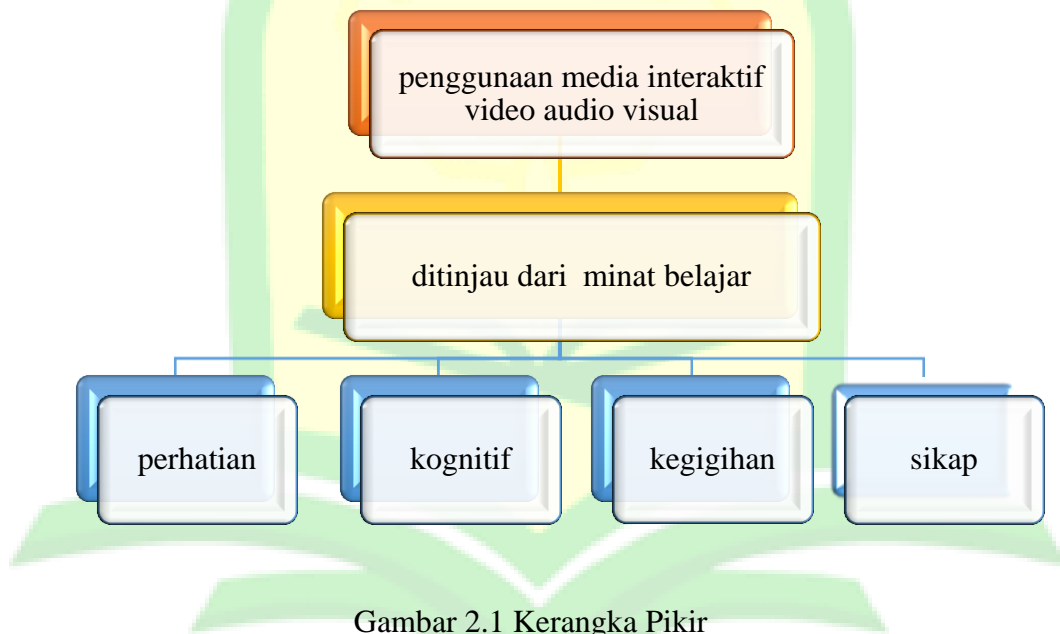 penggunaan media interaktif
video audio visual
ditinjau dari  minat belajar
perhatian
kognitif
kegigihan
sikap
Gambar 2.1 Kerangka Pikir